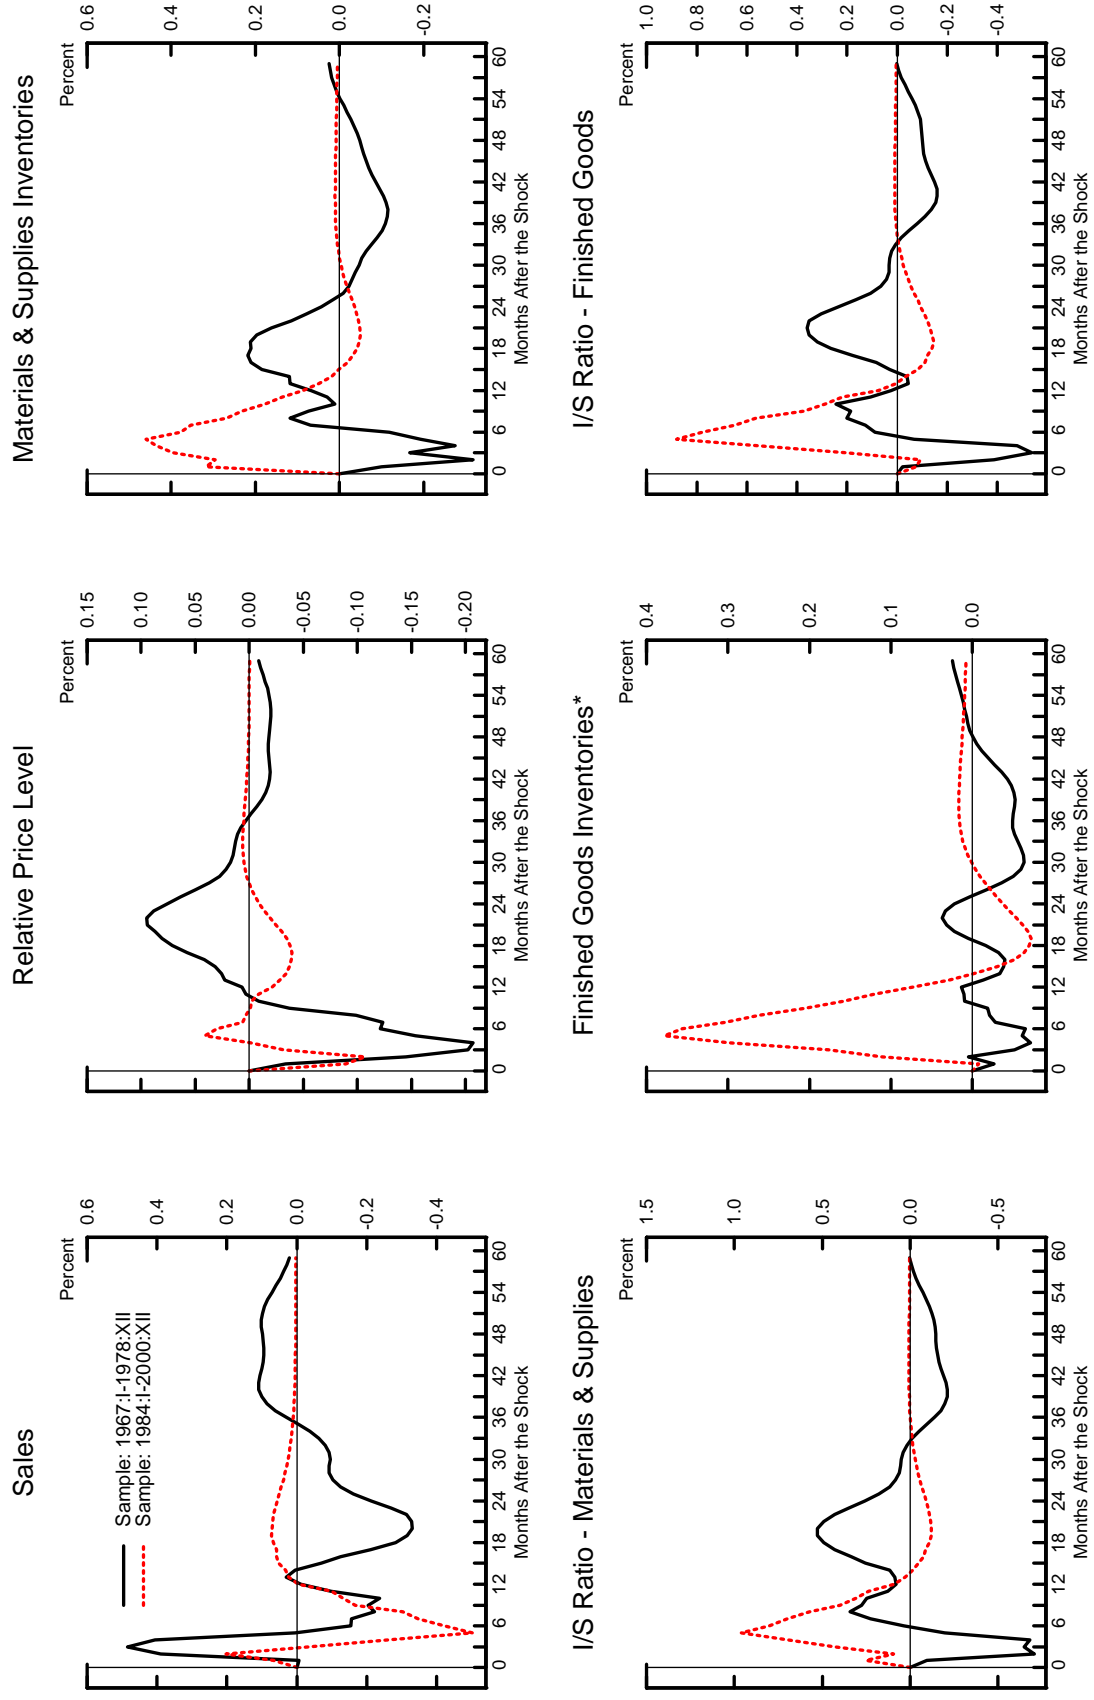 Sales
Percent
0.6
0.4
0.2
0.0
-0.2
-0.4
Sample: 1967:I-1978:XII
Sample: 1984:I-2000:XII
0 6 12 18 24 30 36 42 48 54 60
Months After the Shock
Relative Price Level
Percent
0.15
0.10
0.05
0.00
-0.05
-0.10
-0.15
-0.20
0 6 12 18 24 30 36 42 48 54 60
Months After the Shock
Materials & Supplies Inventories
Percent
0.6
0.4
0.2
0.0
-0.2
0 6 12 18 24 30 36 42 48 54 60
Months After the Shock
I/S Ratio - Materials & Supplies
Percent
1.5
1.0
0.5
0.0
-0.5
0 6 12 18 24 30 36 42 48 54 60
Months After the Shock
Finished Goods Inventories*
Percent
0.4
0.3
0.2
0.1
0.0
0 6 12 18 24 30 36 42 48 54 60
Months After the Shock
I/S Ratio - Finished Goods
Percent
1.0
0.8
0.6
0.4
0.2
0.0
-0.2
-0.4
0 6 12 18 24 30 36 42 48 54 60
Months After the Shock